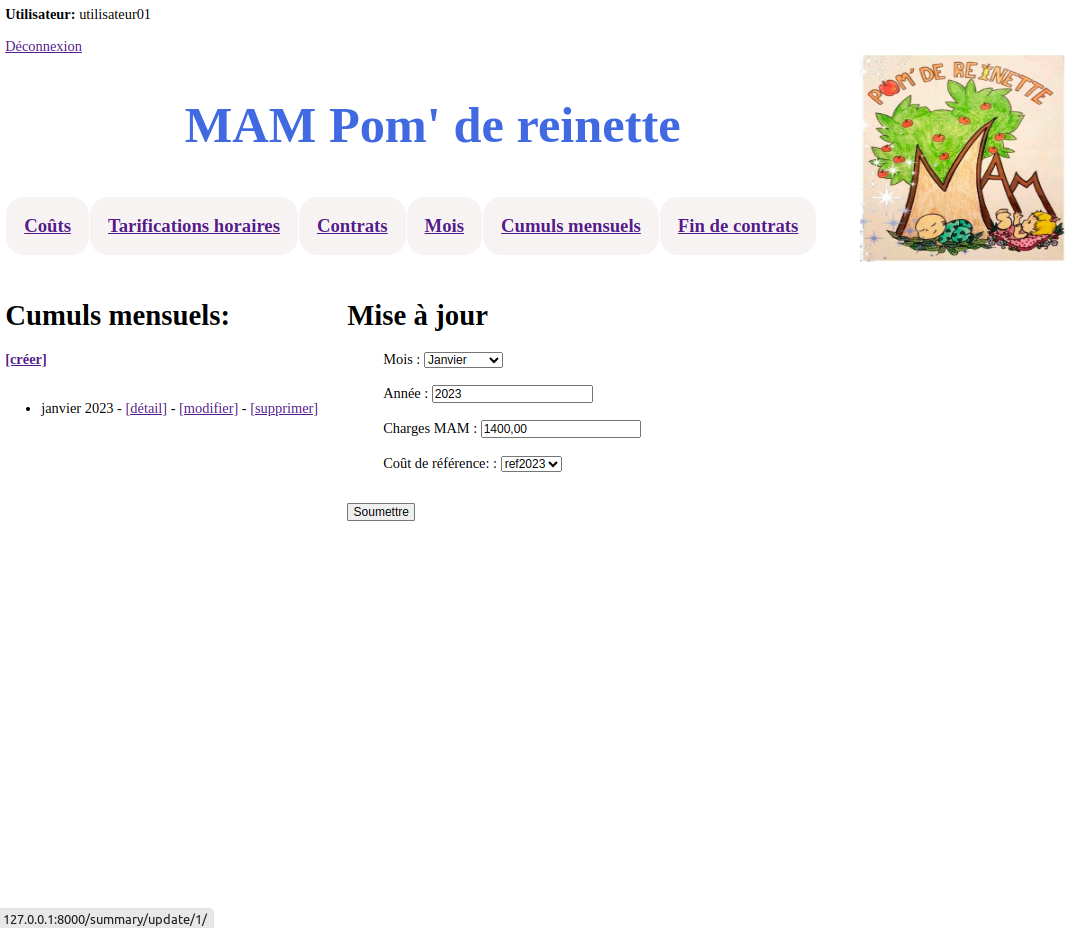 Utilisateur: utilisateur01
Déconnexion
POM' DE REINETTE
MAM
MAM Pom' de reinette
Coûts Tarifications horaires Contrats Mois Cumuls mensuels Fin de contrats
Cumuls mensuels:
[créer]
• janvier 2023 - [détail] - [modifier] - [supprimer]
Mise à jour
Mois : Janvier
Année : 2023
Charges MAM : 1400,00
Coût de référence: : ref2023
Soumettre
127.0.0.1:8000/summary/update/1/